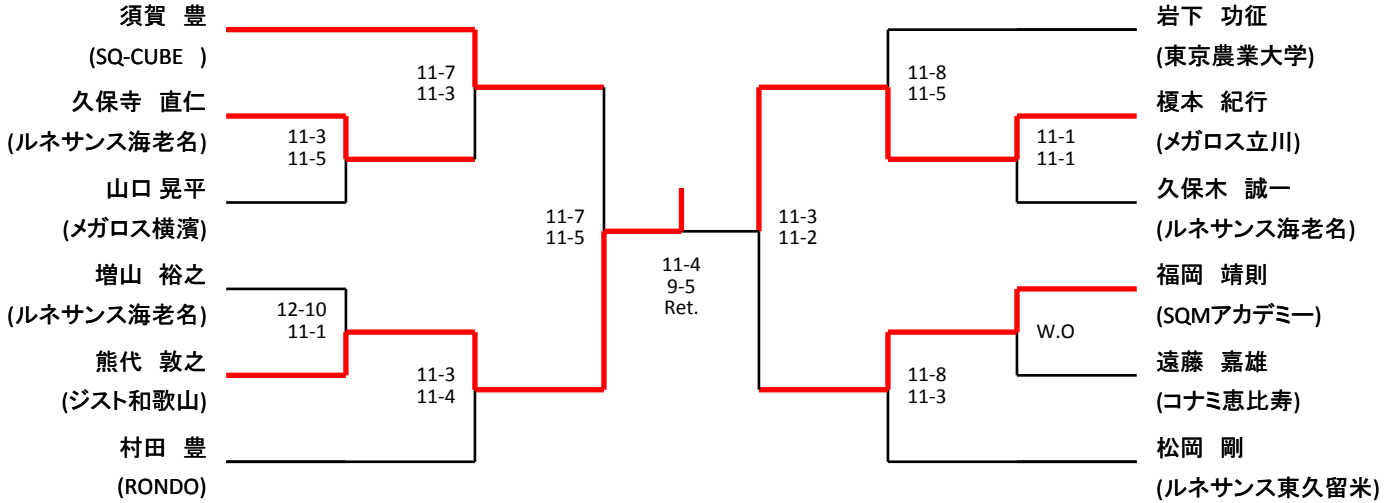 須賀 豊
(SQ-CUBE )
久保寺 直仁
(ルネサンス海老名)
山口 晃平
(メガロス横濱)
増山 裕之
(ルネサンス海老名)
熊代 敦之
(ジスト和歌山)
村田 豊
(RONDO)
11-3
11-5
12-10
11-1
11-7
11-3
11-3
11-4
11-7
11-5
11-4
9-5
Ret.
11-3
11-2
11-8
11-5
11-8
11-3
11-1
11-1
W.O
岩下 功征
(東京農業大学)
榎本 紀行
(メガロス立川)
久保木 誠一
(ルネサンス海老名)
福岡 靖則
(SQMアカデミー)
遠藤 嘉雄
(コナミ恵比寿)
松岡 剛
(ルネサンス東久留米)